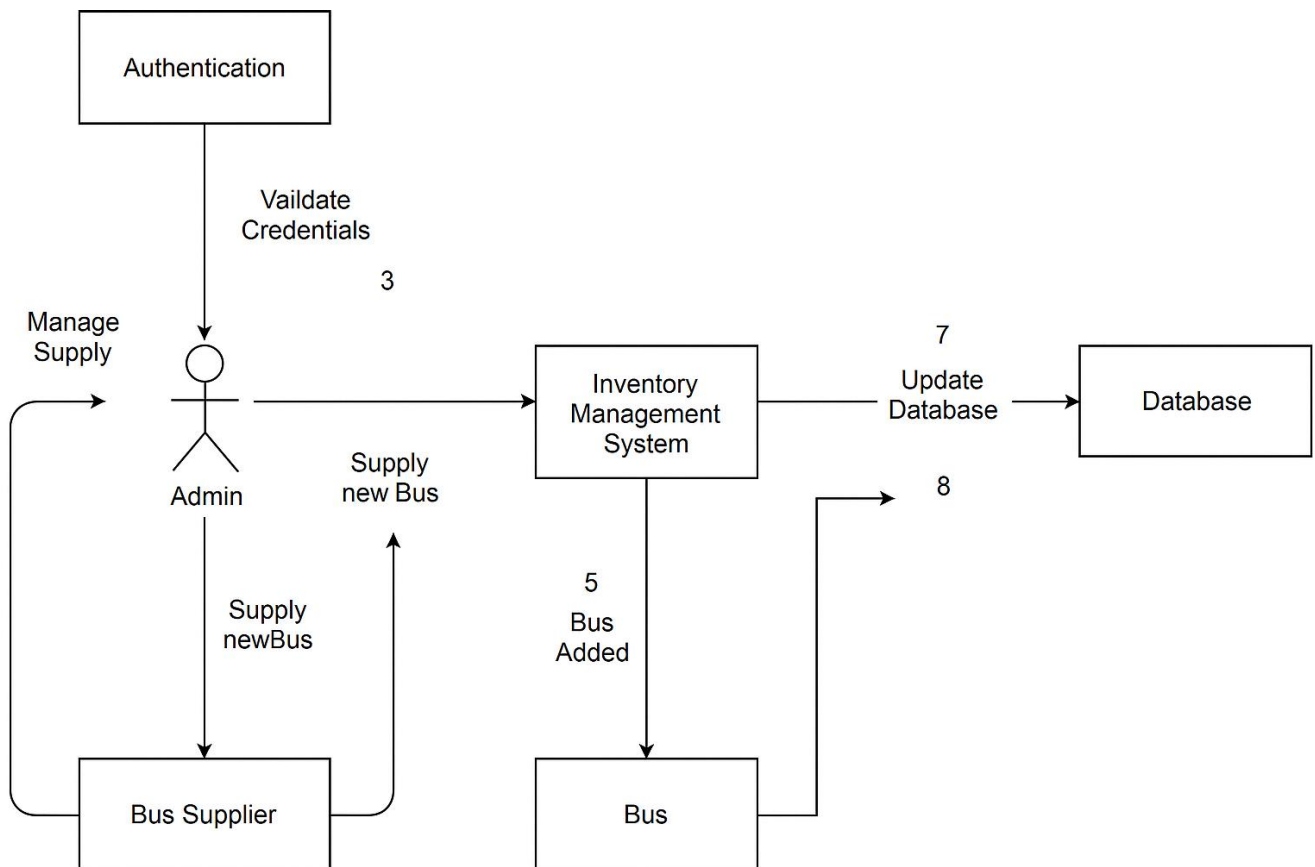 Authentication
Vaildate
Credentials
3
Manage
Supply
Admin
Inventory
Management
System
7
Update
Database
Database
Supply
new Bus
8
Supply
newBus
5
Bus
Added
Bus Supplier
Bus